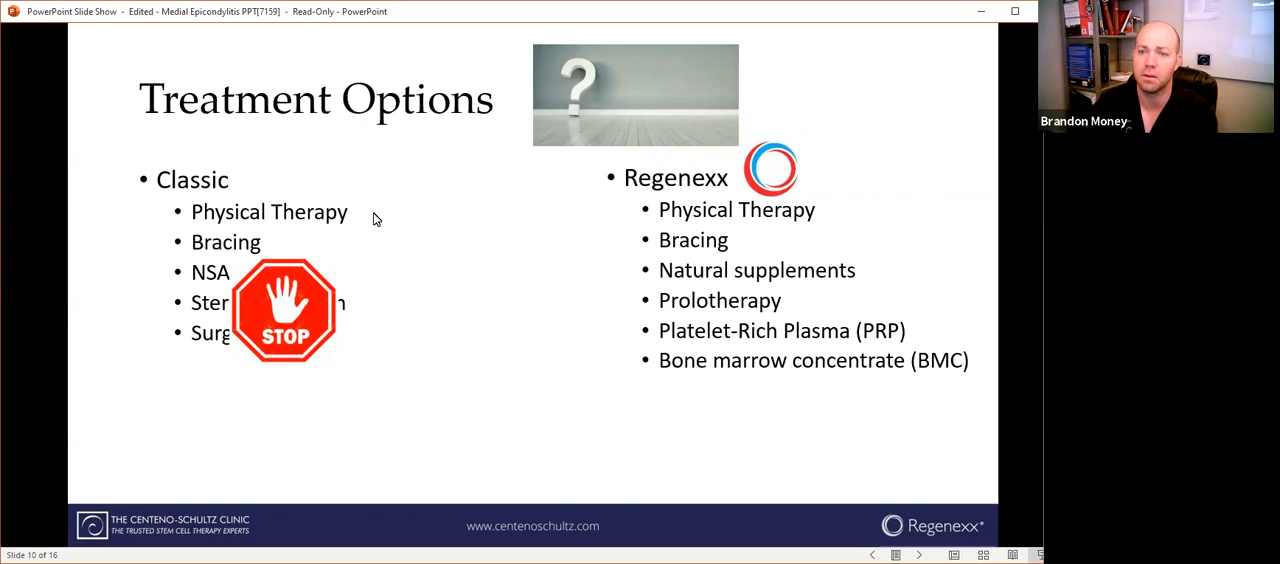 PowerPoint Slide Show - Edited - Medial Epicondylitis PPT[7159] - Read-Only - PowerPoint
Brandon Money
Treatment Options
?
• Classic
• Physical Therapy
• Bracing
• NSA
• Ster
• Surg
STOP
• Regenexx
• Physical Therapy
• Bracing
• Natural supplements
• Prolotherapy
• Platelet-Rich Plasma (PRP)
• Bone marrow concentrate (BMC)
THE CENTENO-SCHULTZ CLINIC
THE TRUSTED STEM CELL THERAPY EXPERTS
www.centenoschultz.com
Regenexx®
Slide 10 of 16